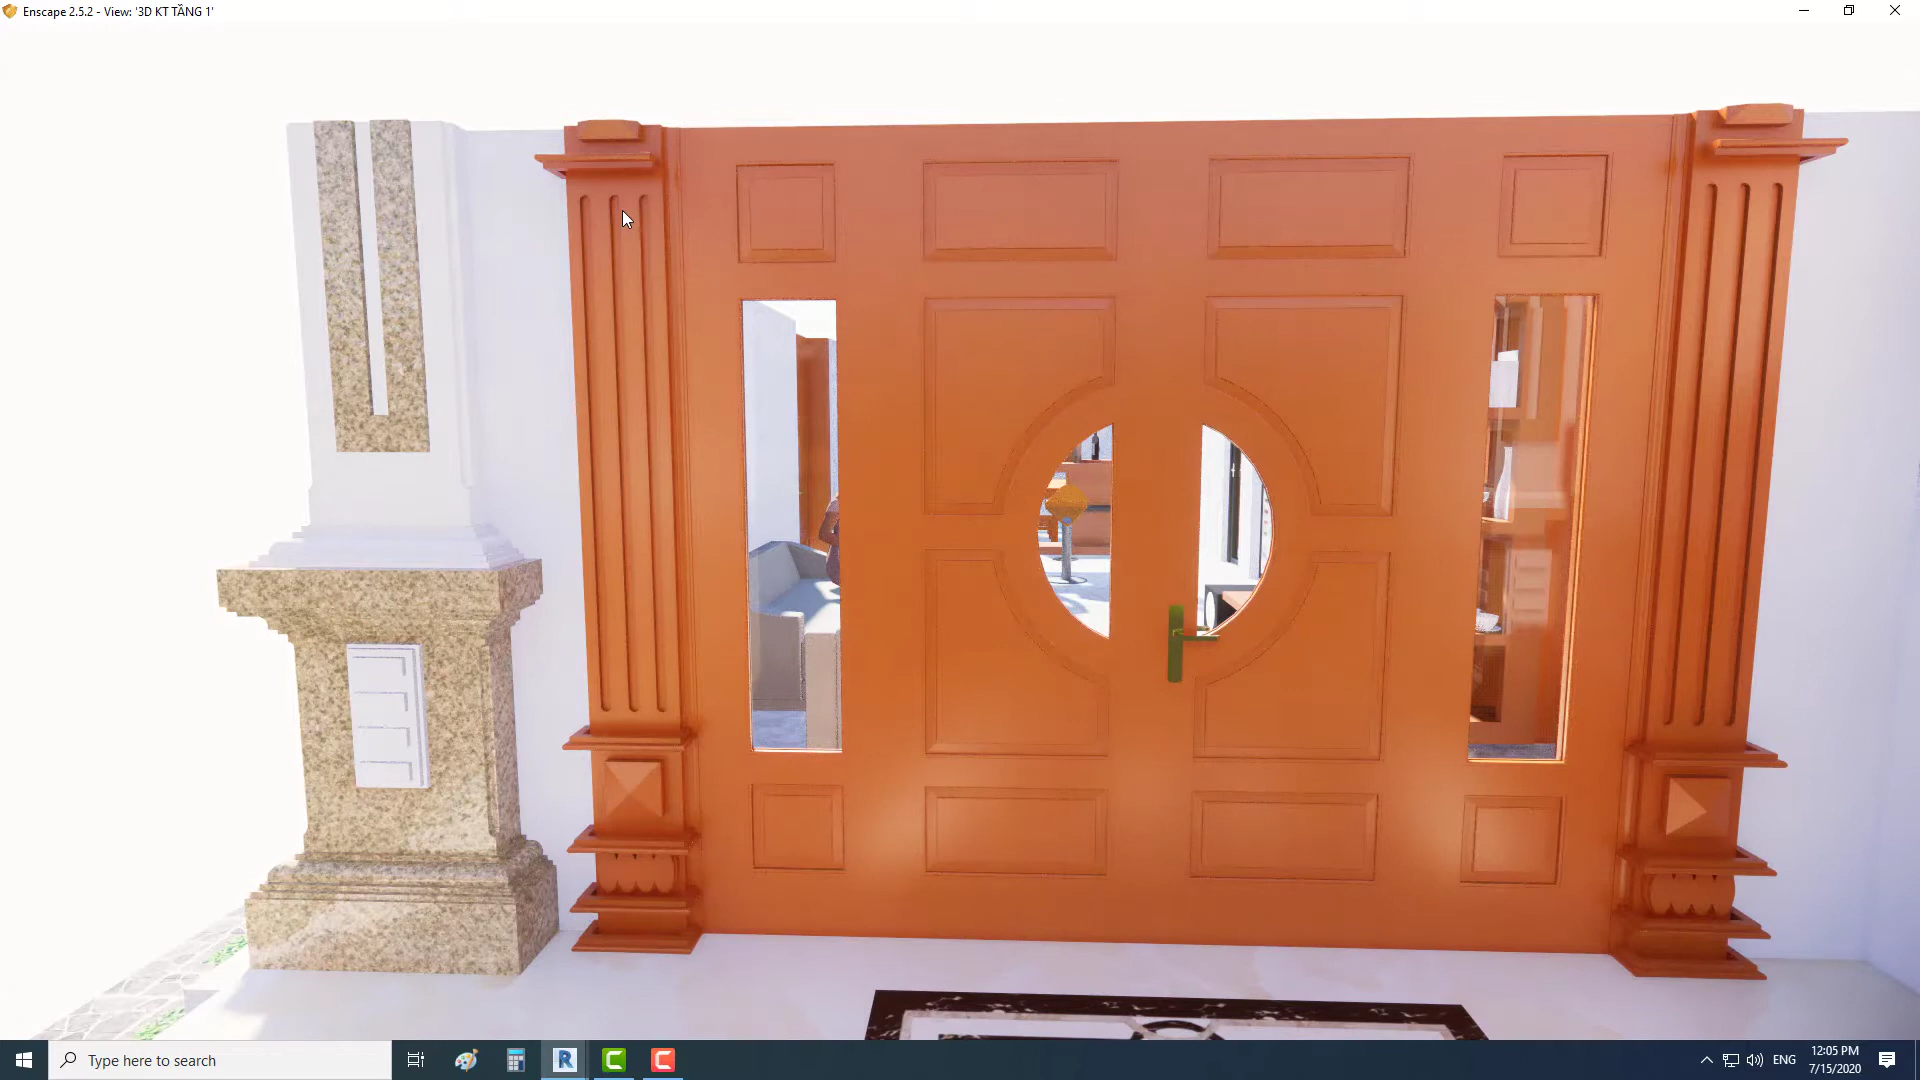 Enscape 2.5.2 - View: '3D KT TẦNG 1'
Type here to search
R
C
C
ENG
12:05 PM
7/15/2020